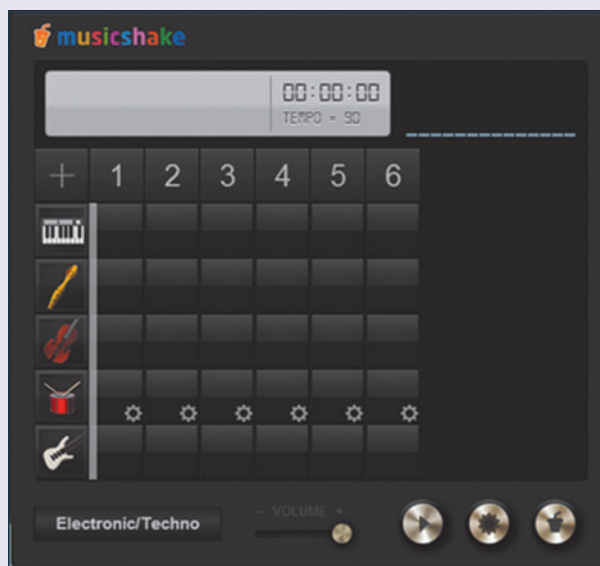 musicshake
00:00:00
TEMPO = 90
+ 1 2 3 4 5 6
Electronic/Techno
- VOLUME +